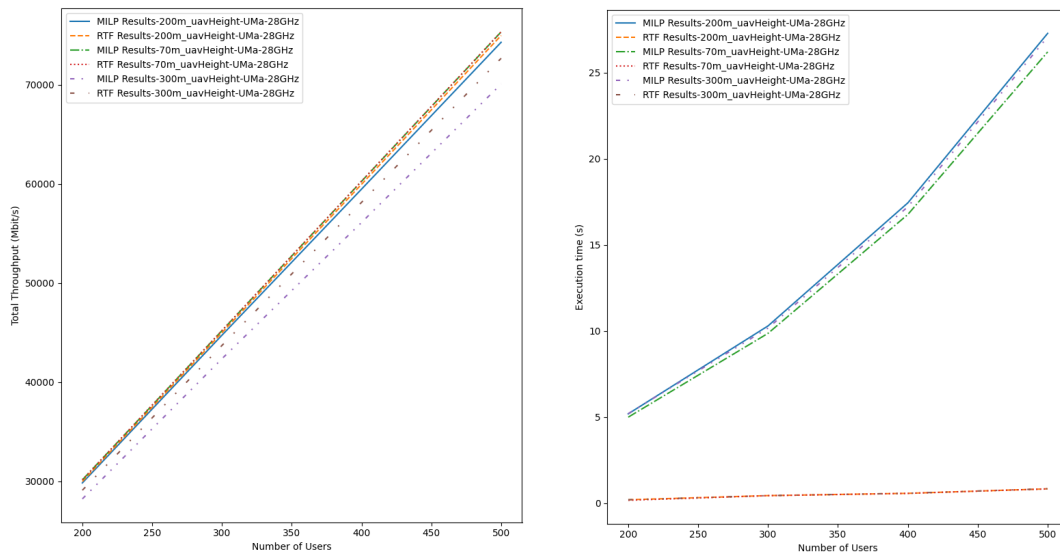 MILP Results-200m_uavHeight-UMa-28GHz
RTF Results-200m_uavHeight-UMa-28GHz
MILP Results-70m_uavHeight-UMa-28GHz
RTF Results-70m_uavHeight-UMa-28GHz
MILP Results-300m_uavHeight-UMa-28GHz
RTF Results-300m_uavHeight-UMa-28GHz
70000
60000
50000
40000
30000
Total Throughput (Mbit/s)
200
250
300
350
400
450
500
Number of Users
MILP Results-200m_uavHeight-UMa-28GHz
RTF Results-200m_uavHeight-UMa-28GHz
MILP Results-70m_uavHeight-UMa-28GHz
RTF Results-70m_uavHeight-UMa-28GHz
MILP Results-300m_uavHeight-UMa-28GHz
RTF Results-300m_uavHeight-UMa-28GHz
25
20
15
10
5
0
Execution time (s)
200
250
300
350
400
450
500
Number of Users